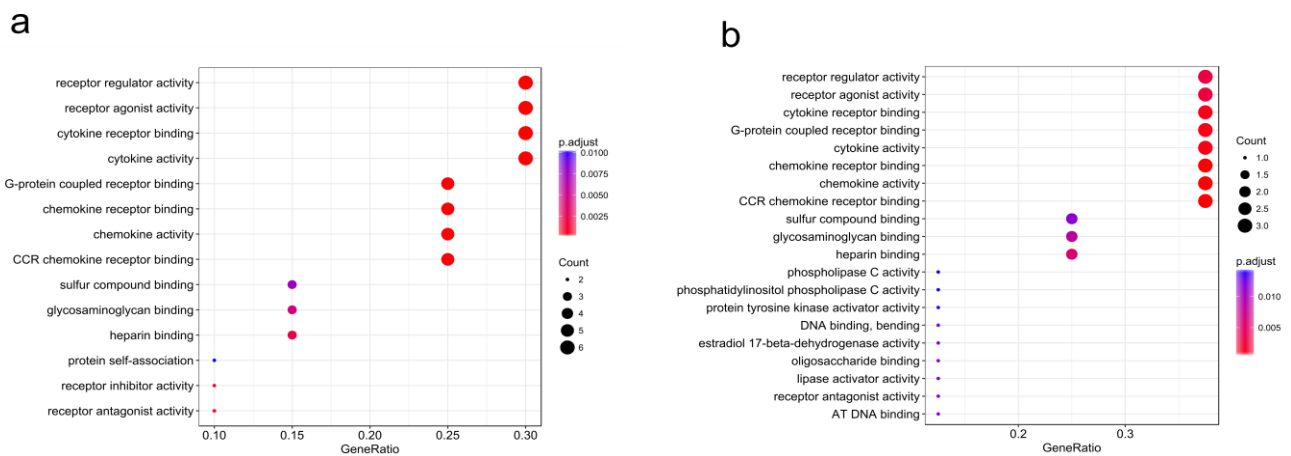 a
receptor regulator activity
receptor agonist activity
cytokine receptor binding
cytokine activity
G-protein coupled receptor binding
chemokine receptor binding
chemokine activity
CCR chemokine receptor binding
sulfur compound binding
glycosaminoglycan binding
heparin binding
protein self-association
receptor inhibitor activity
receptor antagonist activity
0.10 0.15 0.20 0.25 0.30
GeneRatio
p.adjust
0.0100
0.0075
0.0050
0.0025
Count
2
3
4
5
6
b
receptor regulator activity
receptor agonist activity
cytokine receptor binding
G-protein coupled receptor binding
cytokine activity
chemokine receptor binding
chemokine activity
CCR chemokine receptor binding
sulfur compound binding
glycosaminoglycan binding
heparin binding
phospholipase C activity
phosphatidylinositol phospholipase C activity
protein tyrosine kinase activator activity
DNA binding, bending
estradiol 17-beta-dehydrogenase activity
oligosaccharide binding
lipase activator activity
receptor antagonist activity
AT DNA binding
0.2 0.3
GeneRatio
Count
1.0
1.5
2.0
2.5
3.0
p.adjust
0.010
0.005